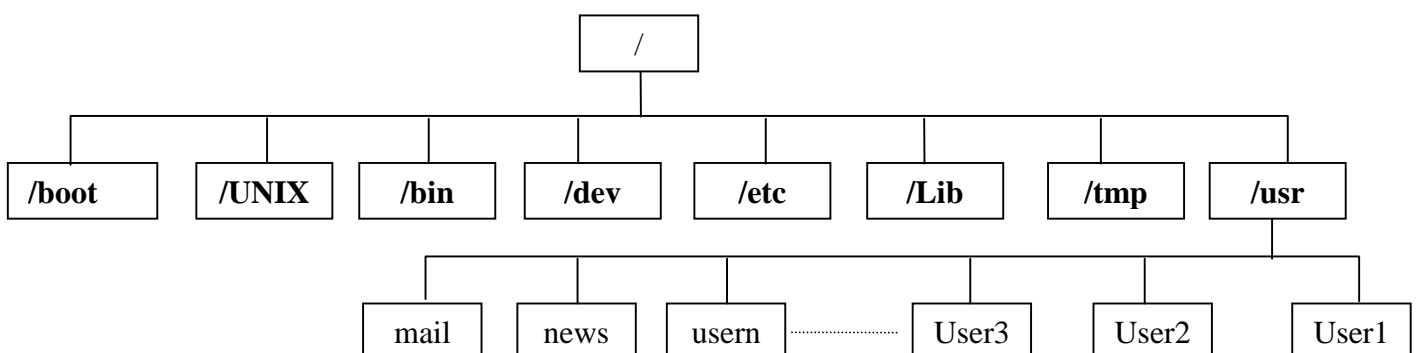 /
/boot /UNIX /bin /dev /etc /Lib /tmp /usr
mail news usern User3 User2 User1